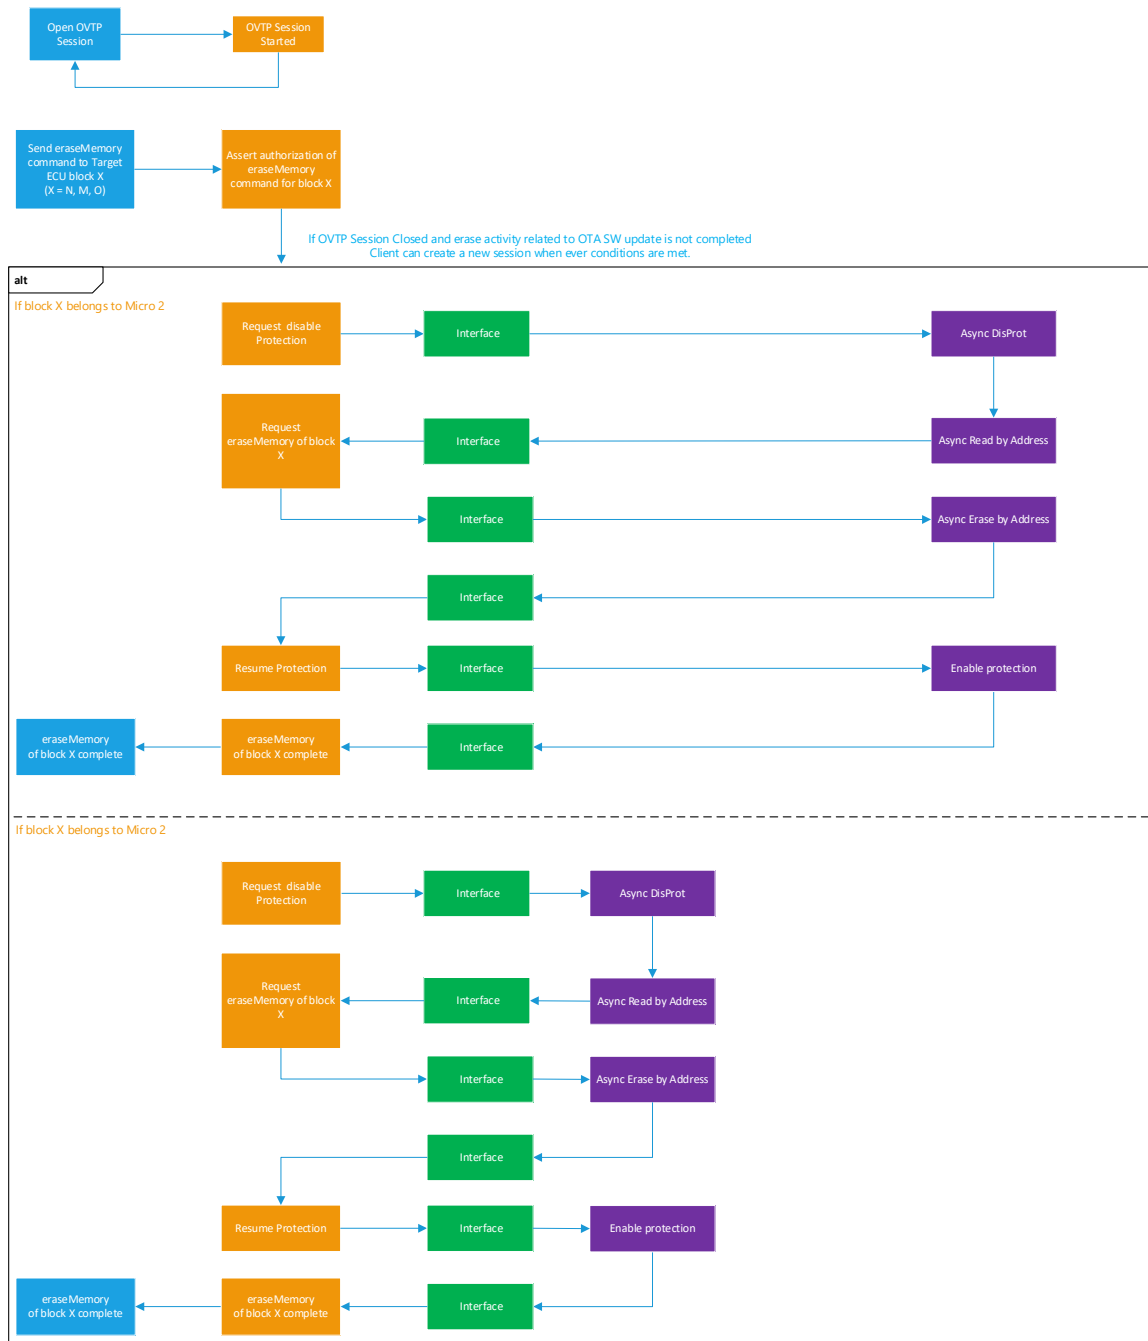 Open OVTP
Session
OVTP Session
Started
Send eraseMemory
command to Target
ECU block X
(X = N, M, O)
Assert authorization of
eraseMemory
command for block X
If OVTP Session Closed and erase activity related to OTA SW update is not completed
Client can create a new session when ever conditions are met.
alt
If block X belongs to Micro 2
Request disable
Protection
Interface
Async DisProt
Request
eraseMemory of block
X
Interface
Async Read by Address
Interface
Async Erase by Address
Interface
Resume Protection
Interface
Enable protection
eraseMemory
of block X complete
eraseMemory
of block X complete
Interface
If block X belongs to Micro 2
Request disable
Protection
Interface
Async DisProt
Request
eraseMemory of block
X
Interface
Async Read by Address
Interface
Async Erase by Address
Interface
Resume Protection
Interface
Enable protection
eraseMemory
of block X complete
eraseMemory
of block X complete
Interface